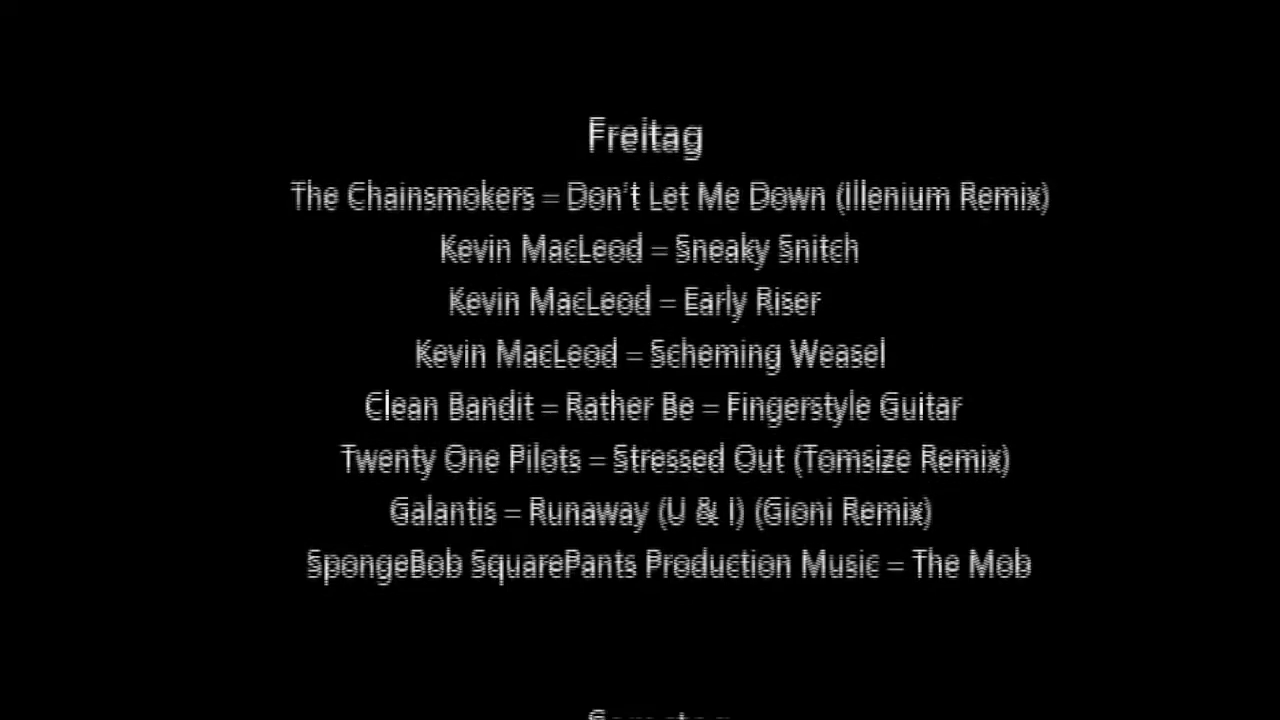 Freitag
The Chainsmokers - Don't Let Me Down (Illenium Remix)
Kevin MacLeod - Sneaky Snitch
Kevin MacLeod - Early Riser
Kevin MacLeod - Scheming Weasel
Clean Bandit - Rather Be - Fingerstyle Guitar
Twenty One Pilots - Stressed Out (Tomsize Remix)
Galantis - Runaway (U & I) (Gioni Remix)
SpongeBob SquarePants Production Music - The Mob